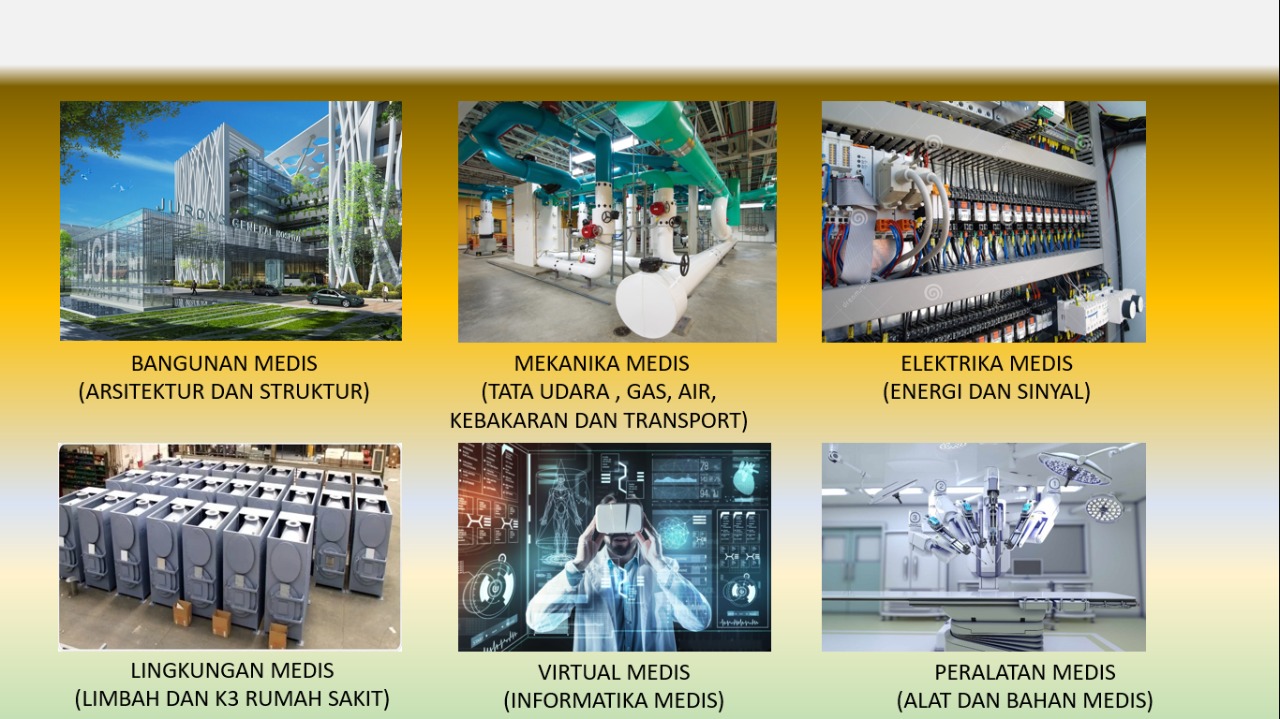 JURONG GENERAL HOSPITAL
BANGUNAN MEDIS
(ARSITEKTUR DAN STRUKTUR)
MEKANIKA MEDIS
(TATA UDARA , GAS, AIR,
KEBAKARAN DAN TRANSPORT)
ELEKTRIKA MEDIS
(ENERGI DAN SINYAL)
LINGKUNGAN MEDIS
(LIMBAH DAN K3 RUMAH SAKIT)
VIRTUAL MEDIS
(INFORMATIKA MEDIS)
PERALATAN MEDIS
(ALAT DAN BAHAN MEDIS)